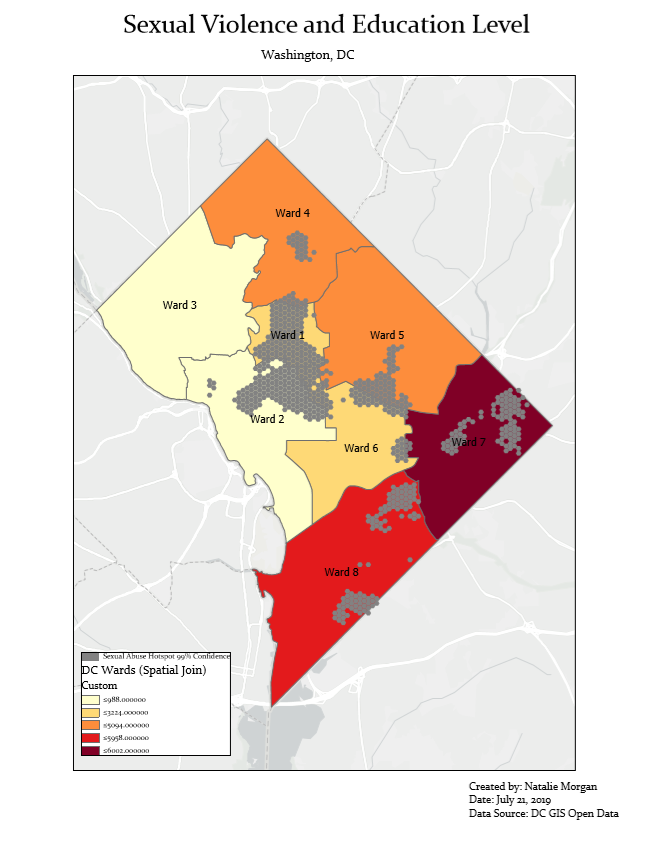 Sexual Violence and Education Level
Washington, DC
Ward 4
Ward 3
Ward 1
Ward 5
Ward 2
Ward 7
Ward 6
Ward 8
Sexual Abuse Hotspot 99% Confidence
DC Wards (Spatial Join)
Custom
≤988.000000
≤3224.000000
≤5094.000000
≤5958.000000
≤6002.000000
Created by: Natalie Morgan
Date: July 21, 2019
Data Source: DC GIS Open Data